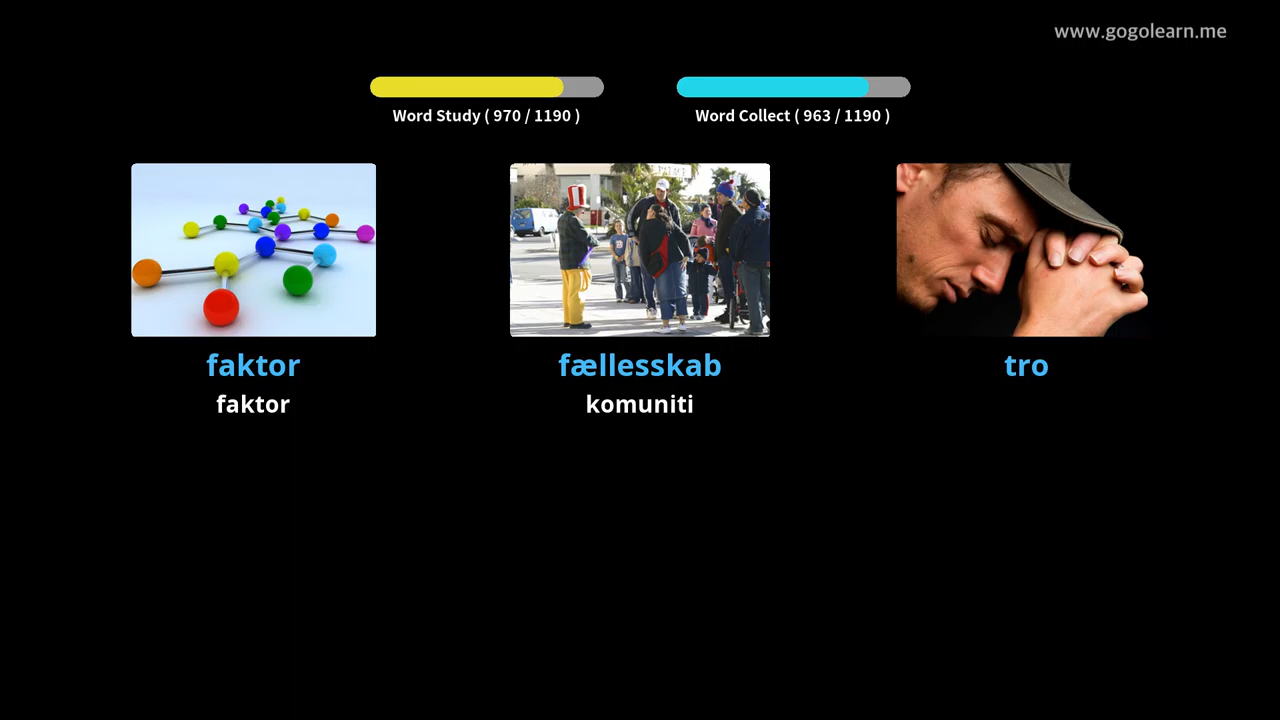 www.gogolearn.me
Word Study ( 970 / 1190 )
Word Collect ( 963 / 1190 )
faktor
fællesskab
tro
faktor
komuniti